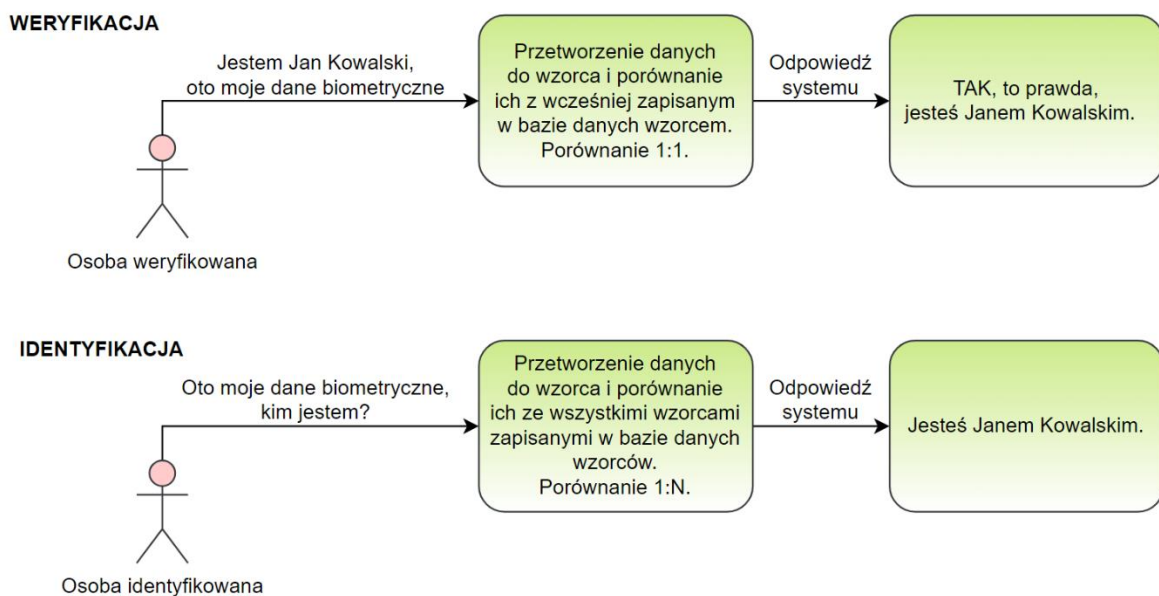 WERYFIKACJA
Jestem Jan Kowalski,
oto moje dane biometryczne
Osoba weryfikowana
Przetworzenie danych
do wzorca i porównanie
ich z wcześniej zapisanym
w bazie danych wzorcem.
Porównanie 1:1.
Odpowiedź
systemu
TAK, to prawda,
jesteś Janem Kowalskim.
IDENTYFIKACJA
Oto moje dane biometryczne,
kim jestem?
Osoba identyfikowana
Przetworzenie danych
do wzorca i porównanie
ich ze wszystkimi wzorcami
zapisanymi w bazie danych
wzorców.
Porównanie 1:N.
Odpowiedź
systemu
Jesteś Janem Kowalskim.